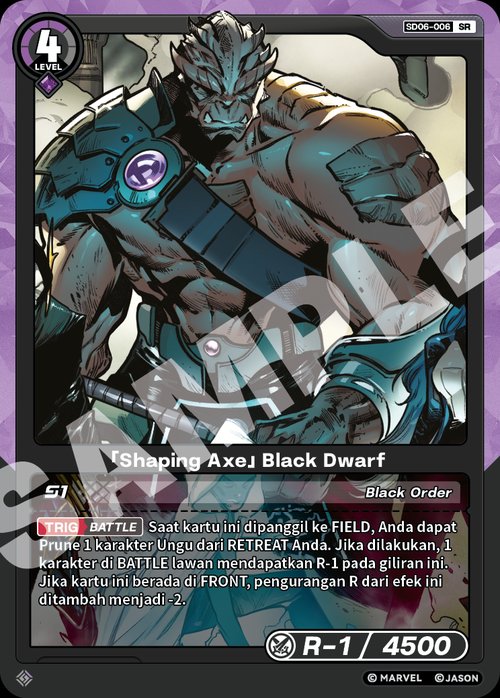 4
LEVEL
SD06-006 SR
「Shaping Axe」 Black Dwarf
S1 Black Order
TRIG BATTLE Saat kartu ini dipanggil ke FIELD, Anda dapat
Prune 1 karakter Ungu dari RETREAT Anda. Jika dilakukan, 1
karakter di BATTLE lawan mendapatkan R-1 pada giliran ini.
Jika kartu ini berada di FRONT, pengurangan R dari efek ini
ditambah menjadi -2.
R-1 / 4500
© MARVEL © JASON
SAMPLE